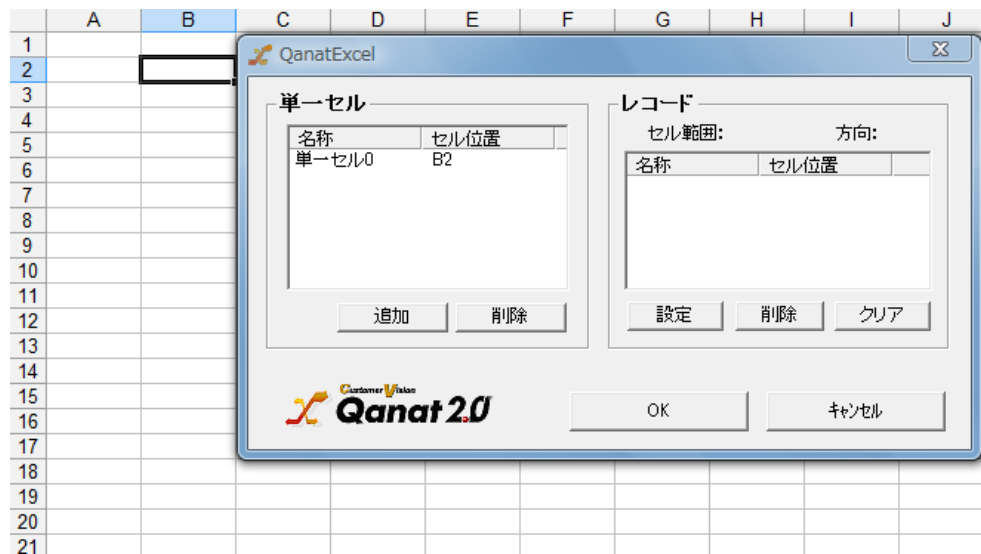 A B C D E F G H I J
1
2
3
4
5
6
7
8
9
10
11
12
13
14
15
16
17
18
19
20
21
QanatExcel
単一セル
名称 セル位置
単一セル0 B2
追加 削除
レコード
セル範囲: 方向:
名称 セル位置
設定 削除 クリア
Customer Vision
Qanat 2.0
OK キャンセル